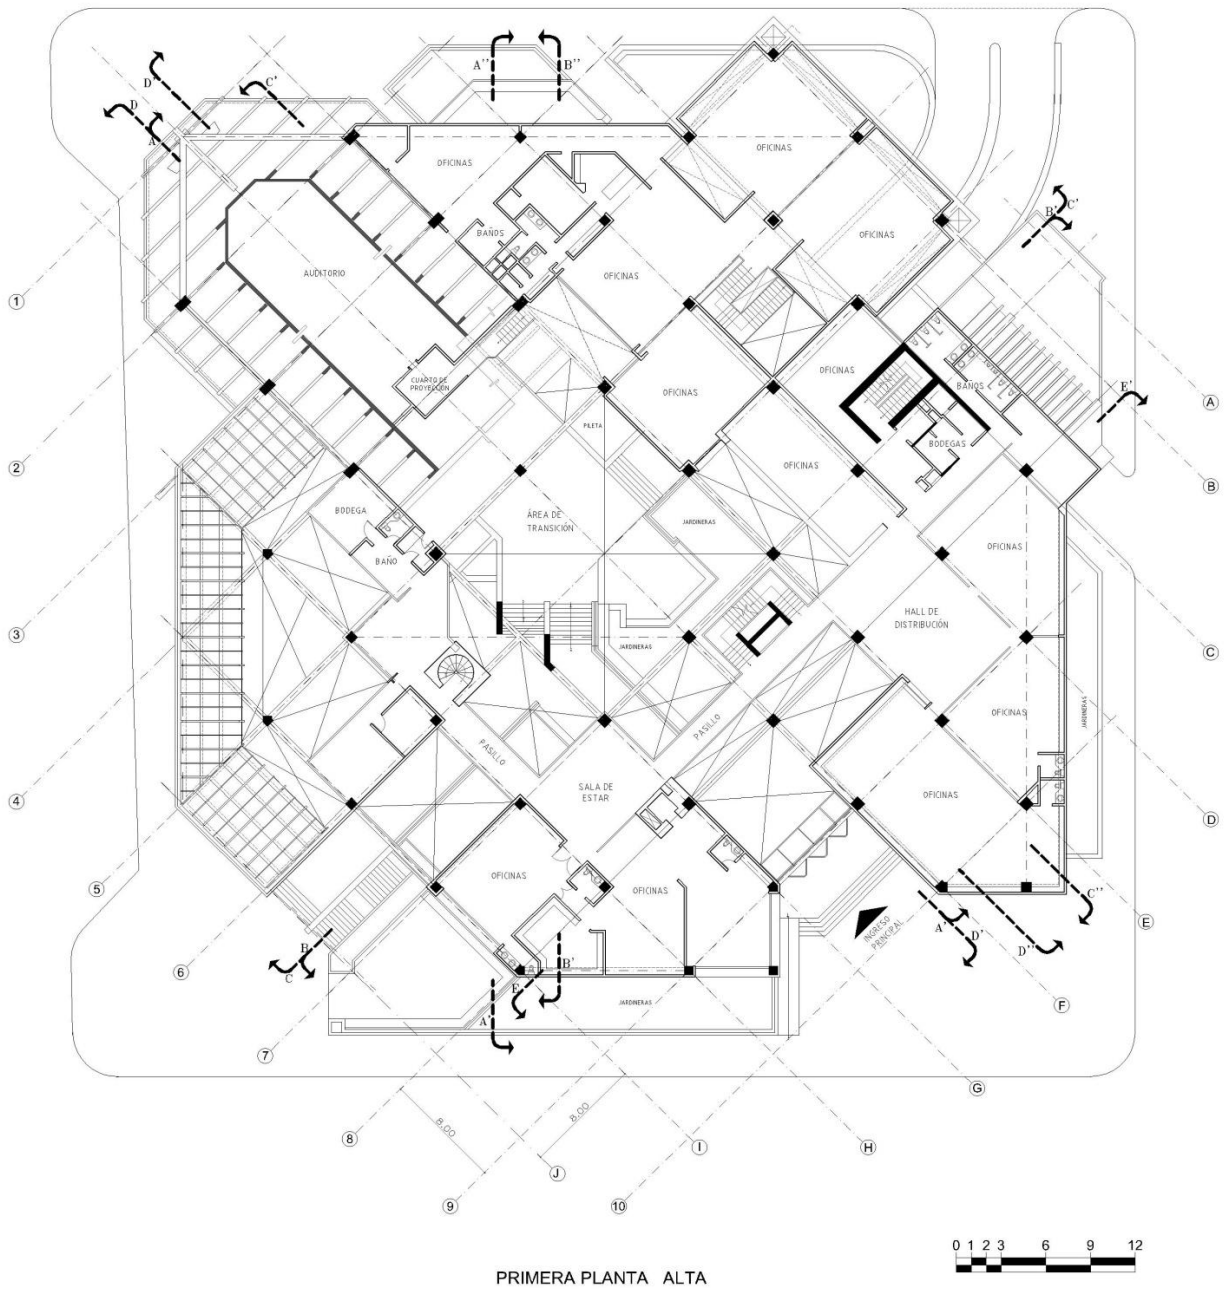 A''
B''
D'
C'
D
A
OFICINAS
OFICINAS
B'
C'
BAÑOS
OFICINAS
AUDITORIO
OFICINAS
1
CUARTO DE
PROYECCIÓN
OFICINAS
BAÑOS
E'
OFICINAS
A
PILETA
BODEGAS
2
OFICINAS
B
BODEGA
ÁREA DE
TRANSICIÓN
JARDINERAS
OFICINAS
BAÑO
HALL DE
DISTRIBUCIÓN
3
JARDINERAS
C
PASILLO
PASILLO
OFICINAS
JARDINERAS
SALA DE
ESTAR
OFICINAS
4
D
OFICINAS
OFICINAS
5
C''
INGRESO
PRINCIPAL
A'
D'
D''
E
B
C
6
B'
E
JARDINERAS
A'
F
7
G
8.00
8.00
8
I
H
J
9
10
0 1 2 3 6 9 12
PRIMERA PLANTA ALTA